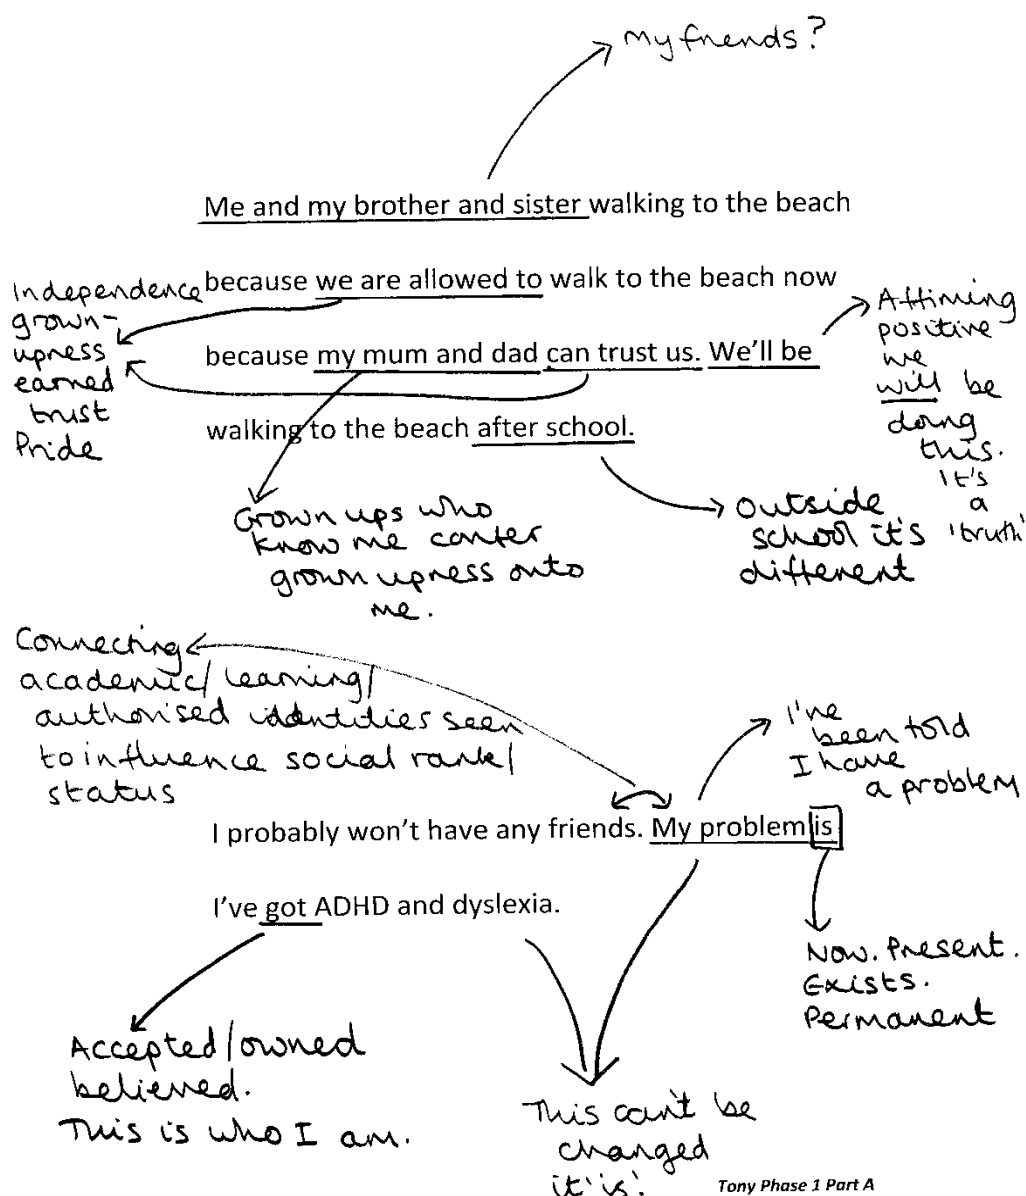 My friends?
Me and my brother and sister walking to the beach
because we are allowed to walk to the beach now
because my mum and dad can trust us. We'll be
walking to the beach after school.
Independence
grown-
upness
earned
trust
Pride
Affirming
positive
we
will be
doing
this.
It's
a
'truth'
Grown ups who
know me confer
grown upness onto
me.
Outside
school it's
different
Connecting
academic/learning/
authorised identities seen
to influence social rank/
status
I've
been told
I have
a problem
I probably won't have any friends. My problem is
I've got ADHD and dyslexia.
Now. Present.
Exists.
Permanent
Accepted/owned
believed.
This is who I am.
This can't be
changed
it 'is'.
Tony Phase 1 Part A